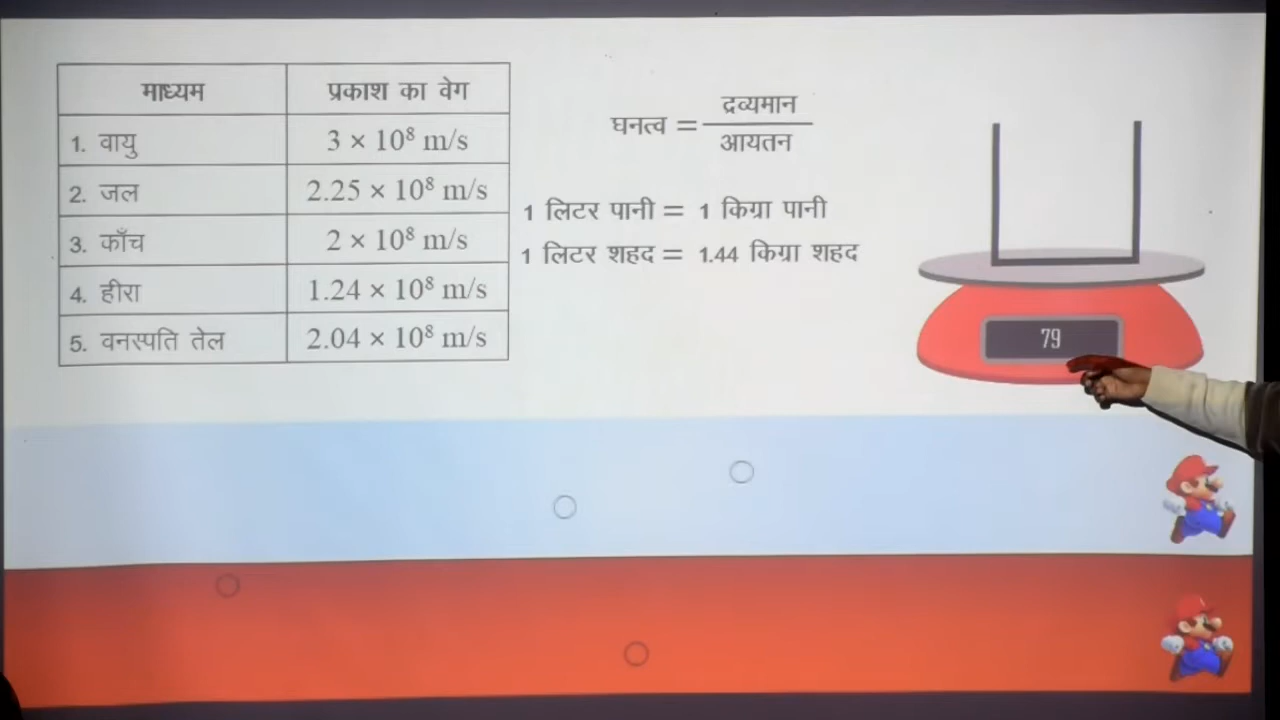 माध्यम प्रकाश का वेग
1. वायु 3 × 10⁸ m/s
2. जल 2.25 × 10⁸ m/s
3. काँच 2 × 10⁸ m/s
4. हीरा 1.24 × 10⁸ m/s
5. वनस्पति तेल 2.04 × 10⁸ m/s
घनत्व = द्रव्यमान
आयतन
1 लिटर पानी = 1 किग्रा पानी
1 लिटर शहद = 1.44 किग्रा शहद
79